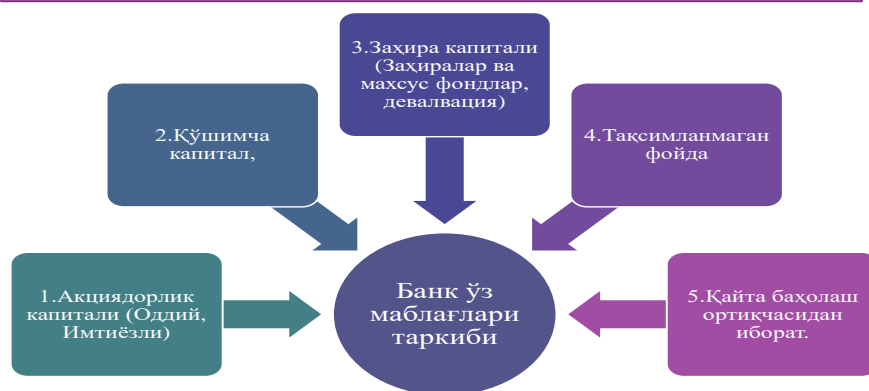 1.Акциядорлик
капитали (Оддий,
Имтиёзли)
2.Қўшимча
капитал,
3.Заҳира капитали
(Заҳиралар ва
махсус фондлар,
девалвация)
4.Тақсимланмаган
фойда
5.Қайта баҳолаш
ортиқчасидан
иборат.
Банк ўз
маблағлари
таркиби